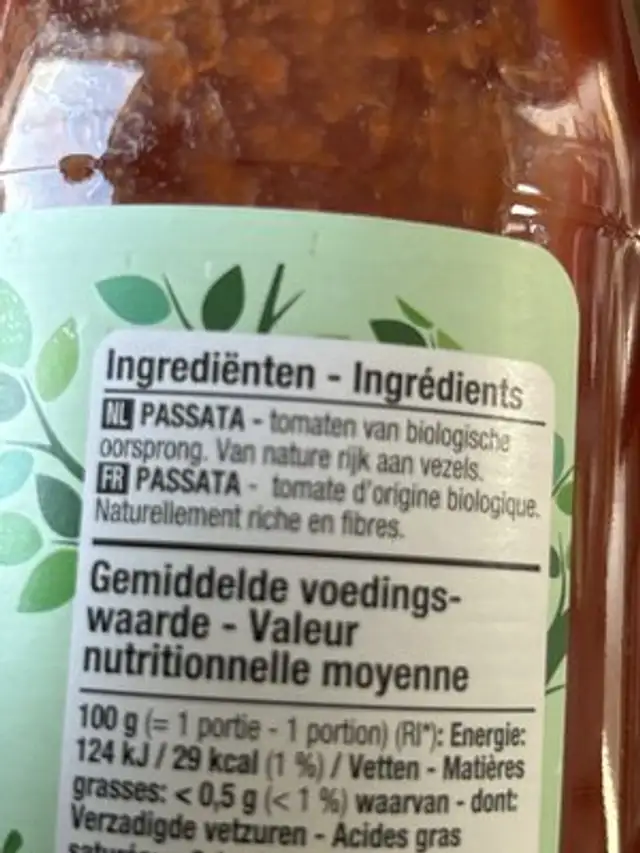 Ingrediënten - Ingrédients
NL PASSATA - tomaten van biologische
oorsprong. Van nature rijk aan vezels.
FR PASSATA - tomate d'origine biologique.
Naturellement riche en fibres.
Gemiddelde voedings-
waarde - Valeur
nutritionnelle moyenne
100 g (= 1 portie - 1 portion) (RI*): Energie:
124 kJ / 29 kcal (1 %) / Vetten - Matières
grasses: < 0,5 g (< 1 %) waarvan - dont:
Verzadigde vetzuren - Acides gras